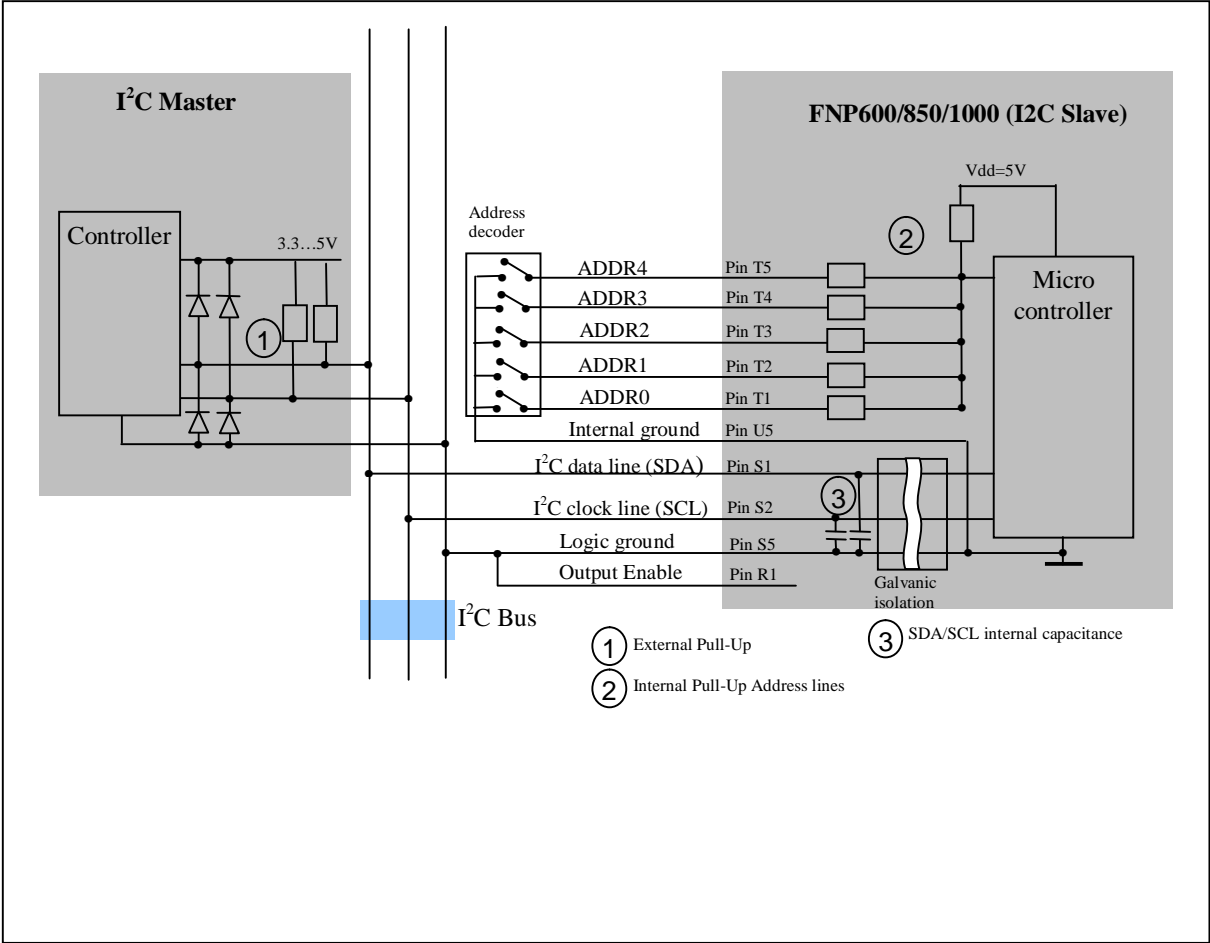 I²C Master
FNP600/850/1000 (I2C Slave)
Vdd=5V
Address
decoder
Controller
3.3…5V
2
ADDR4
Pin T5
Micro
controller
ADDR3
Pin T4
1
ADDR2
Pin T3
ADDR1
Pin T2
ADDR0
Pin T1
Internal ground
Pin U5
I²C data line (SDA)
Pin S1
3
I²C clock line (SCL)
Pin S2
Logic ground
Pin S5
Output Enable
Pin R1
Galvanic
isolation
I²C Bus
1 External Pull-Up
3 SDA/SCL internal capacitance
2 Internal Pull-Up Address lines